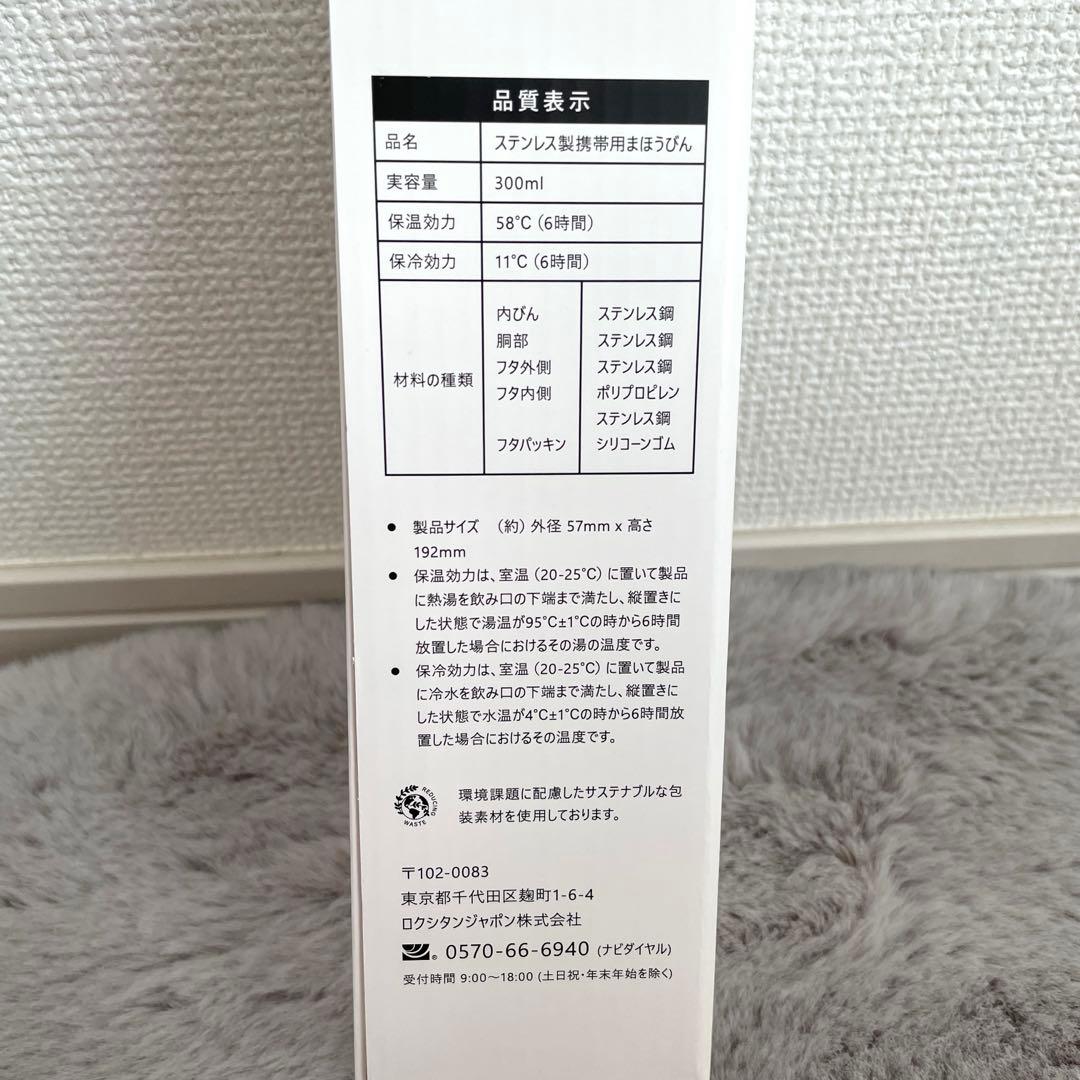 品質表示
品名 ステンレス製携帯用まほうびん
実容量 300ml
保温効力 58℃（6時間）
保冷効力 11℃（6時間）
材料の種類
内びん ステンレス鋼
胴部 ステンレス鋼
フタ外側 ステンレス鋼
フタ内側 ポリプロピレン
ステンレス鋼
フタパッキン シリコーンゴム
● 製品サイズ （約）外径 57mm x 高さ
192mm
● 保温効力は、室温（20-25℃）に置いて製品
に熱湯を飲み口の下端まで満たし、縦置きに
した状態で湯温が95℃±1℃の時から6時間
放置した場合におけるその湯の温度です。
● 保冷効力は、室温（20-25℃）に置いて製品
に冷水を飲み口の下端まで満たし、縦置きに
した状態で水温が4℃±1℃の時から6時間放
置した場合におけるその温度です。
REDUCING WASTE
環境課題に配慮したサステナブルな包
装素材を使用しております。
〒102-0083
東京都千代田区麹町1-6-4
ロクシタンジャポン株式会社
® 0570-66-6940 (ナビダイヤル)
受付時間 9:00〜18:00 (土日祝・年末年始を除く)